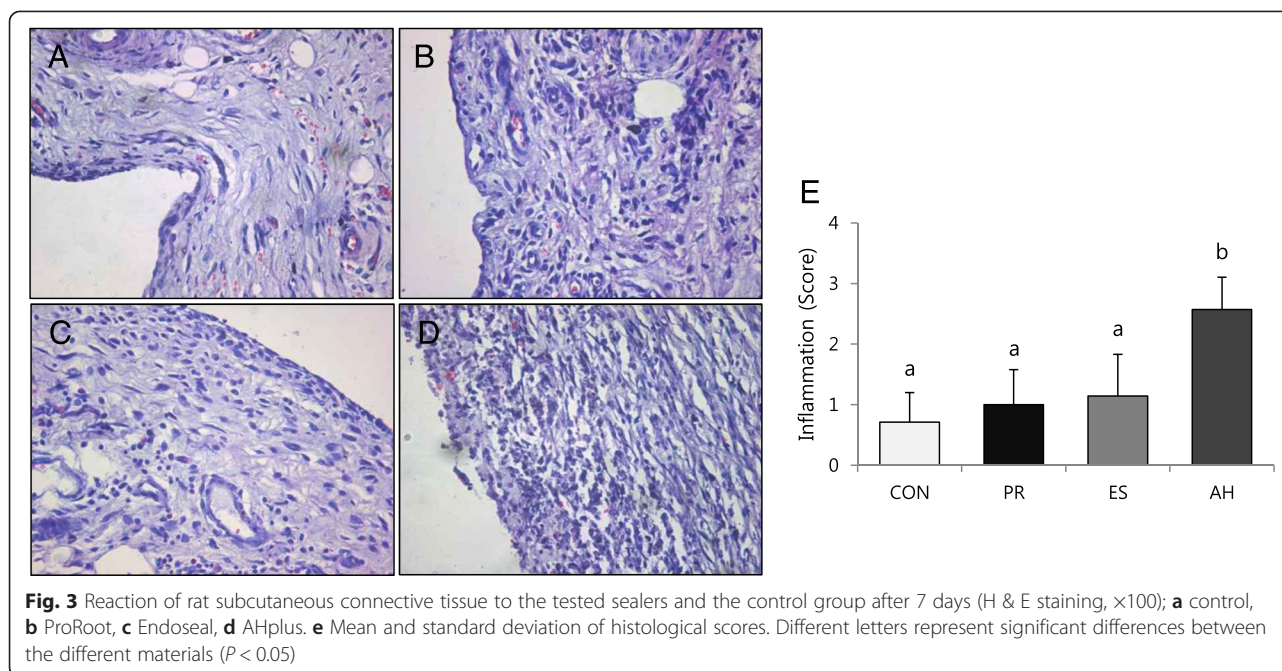 A
B
C
D
E
Inflammation (Score)
4
3
2
1
0
a
a
a
b
CON
PR
ES
AH
Fig. 3 Reaction of rat subcutaneous connective tissue to the tested sealers and the control group after 7 days (H & E staining, ×100); a control,
b ProRoot, c Endoseal, d AHplus. e Mean and standard deviation of histological scores. Different letters represent significant differences between
the different materials (P < 0.05)